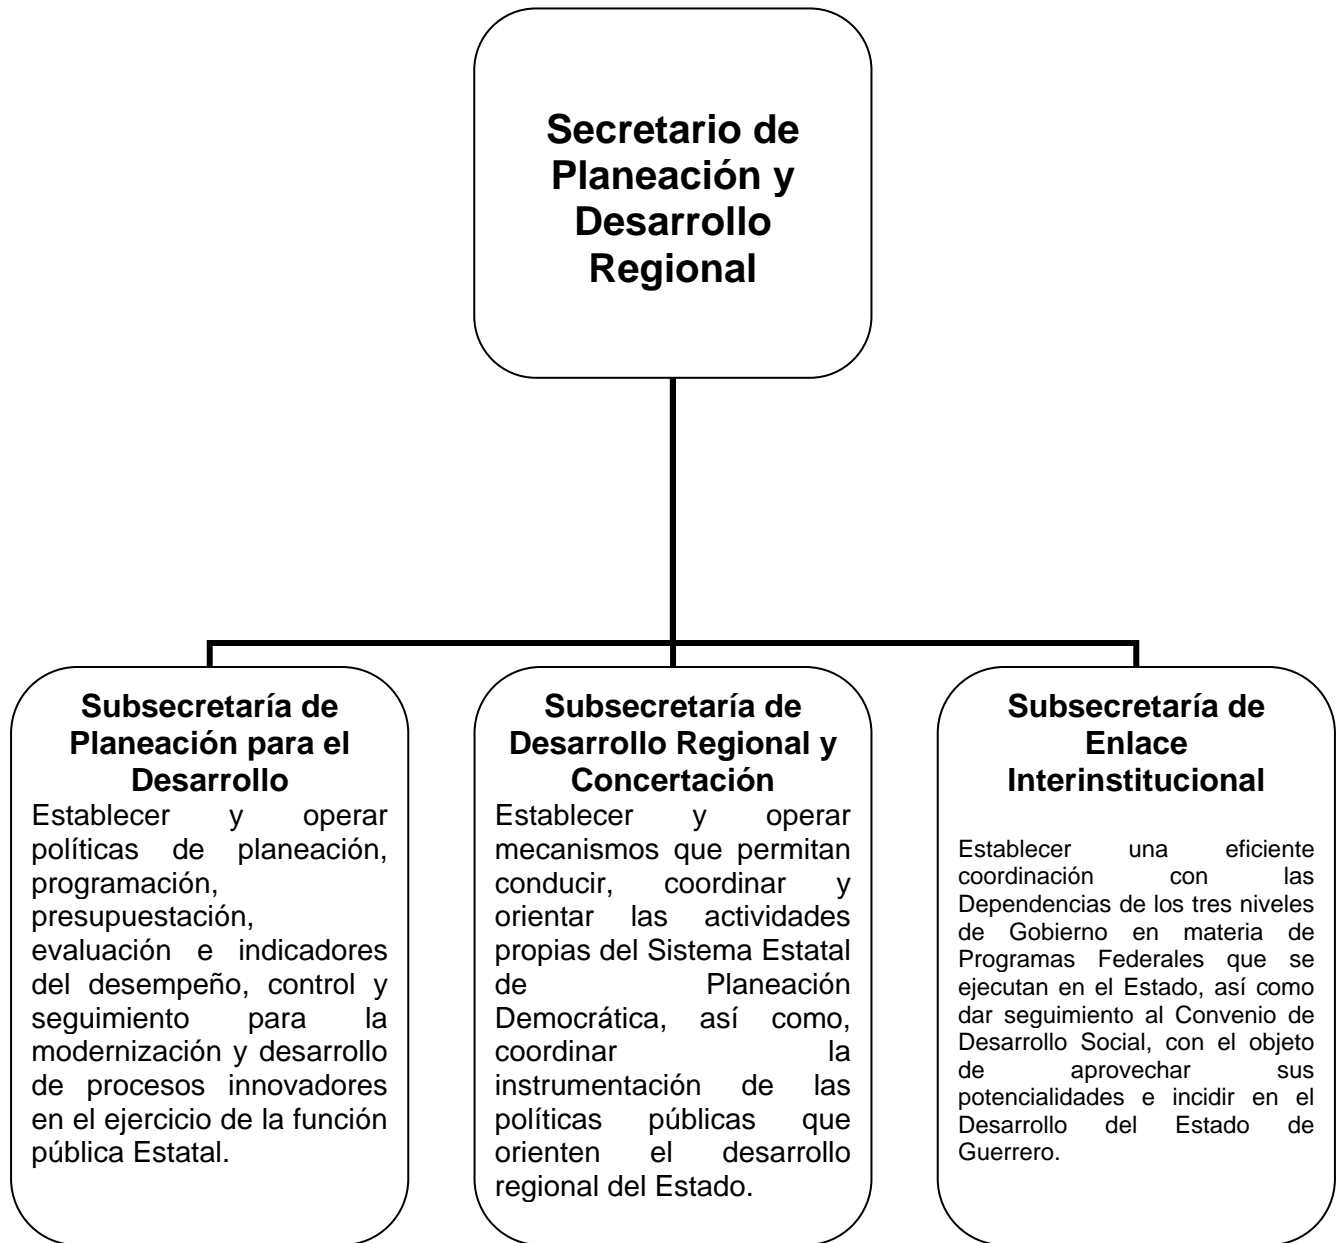 Secretario de
Planeación y
Desarrollo
Regional
Subsecretaría de
Planeación para el
Desarrollo
Establecer y operar
políticas de planeación,
programación,
presupuestación,
evaluación e indicadores
del desempeño, control y
seguimiento para la
modernización y desarrollo
de procesos innovadores
en el ejercicio de la función
pública Estatal.
Subsecretaría de
Desarrollo Regional y
Concertación
Establecer y operar
mecanismos que permitan
conducir, coordinar y
orientar las actividades
propias del Sistema Estatal
de Planeación
Democrática, así como,
coordinar la
instrumentación de las
políticas públicas que
orienten el desarrollo
regional del Estado.
Subsecretaría de
Enlace
Interinstitucional
Establecer una eficiente
coordinación con las
Dependencias de los tres niveles
de Gobierno en materia de
Programas Federales que se
ejecutan en el Estado, así como
dar seguimiento al Convenio de
Desarrollo Social, con el objeto
de aprovechar sus
potencialidades e incidir en el
Desarrollo del Estado de
Guerrero.